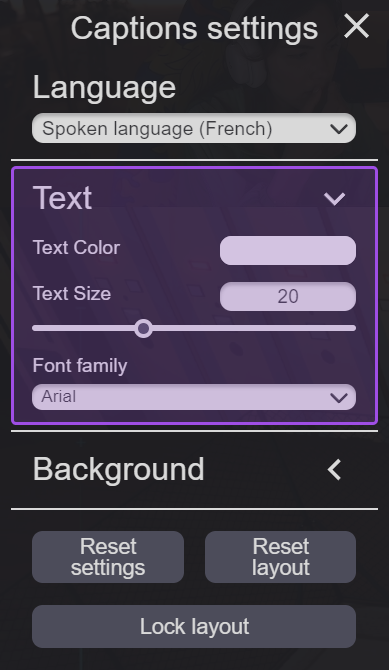 Captions settings
Language
Spoken language (French)
Text
Text Color
Text Size 20
Font family
Arial
Background
Reset
settings
Reset
layout
Lock layout